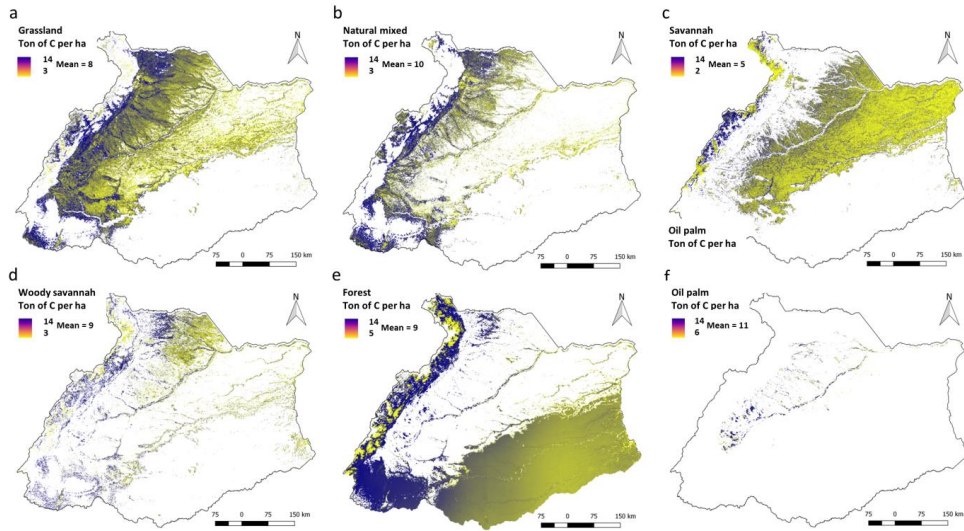 a
Grassland
Ton of C per ha
14
Mean = 8
3
N
75 0 75 150 km
b
Natural mixed
Ton of C per ha
14
Mean = 10
3
N
75 0 75 150 km
c
Savannah
Ton of C per ha
14
Mean = 5
2
N
Oil palm
Ton of C per ha
75 0 75 150 km
d
Woody savannah
Ton of C per ha
14
Mean = 9
3
N
75 0 75 150 km
e
Forest
Ton of C per ha
14
Mean = 9
5
N
75 0 75 150 km
f
Oil palm
Ton of C per ha
14
Mean = 11
6
N
75 0 75 150 km